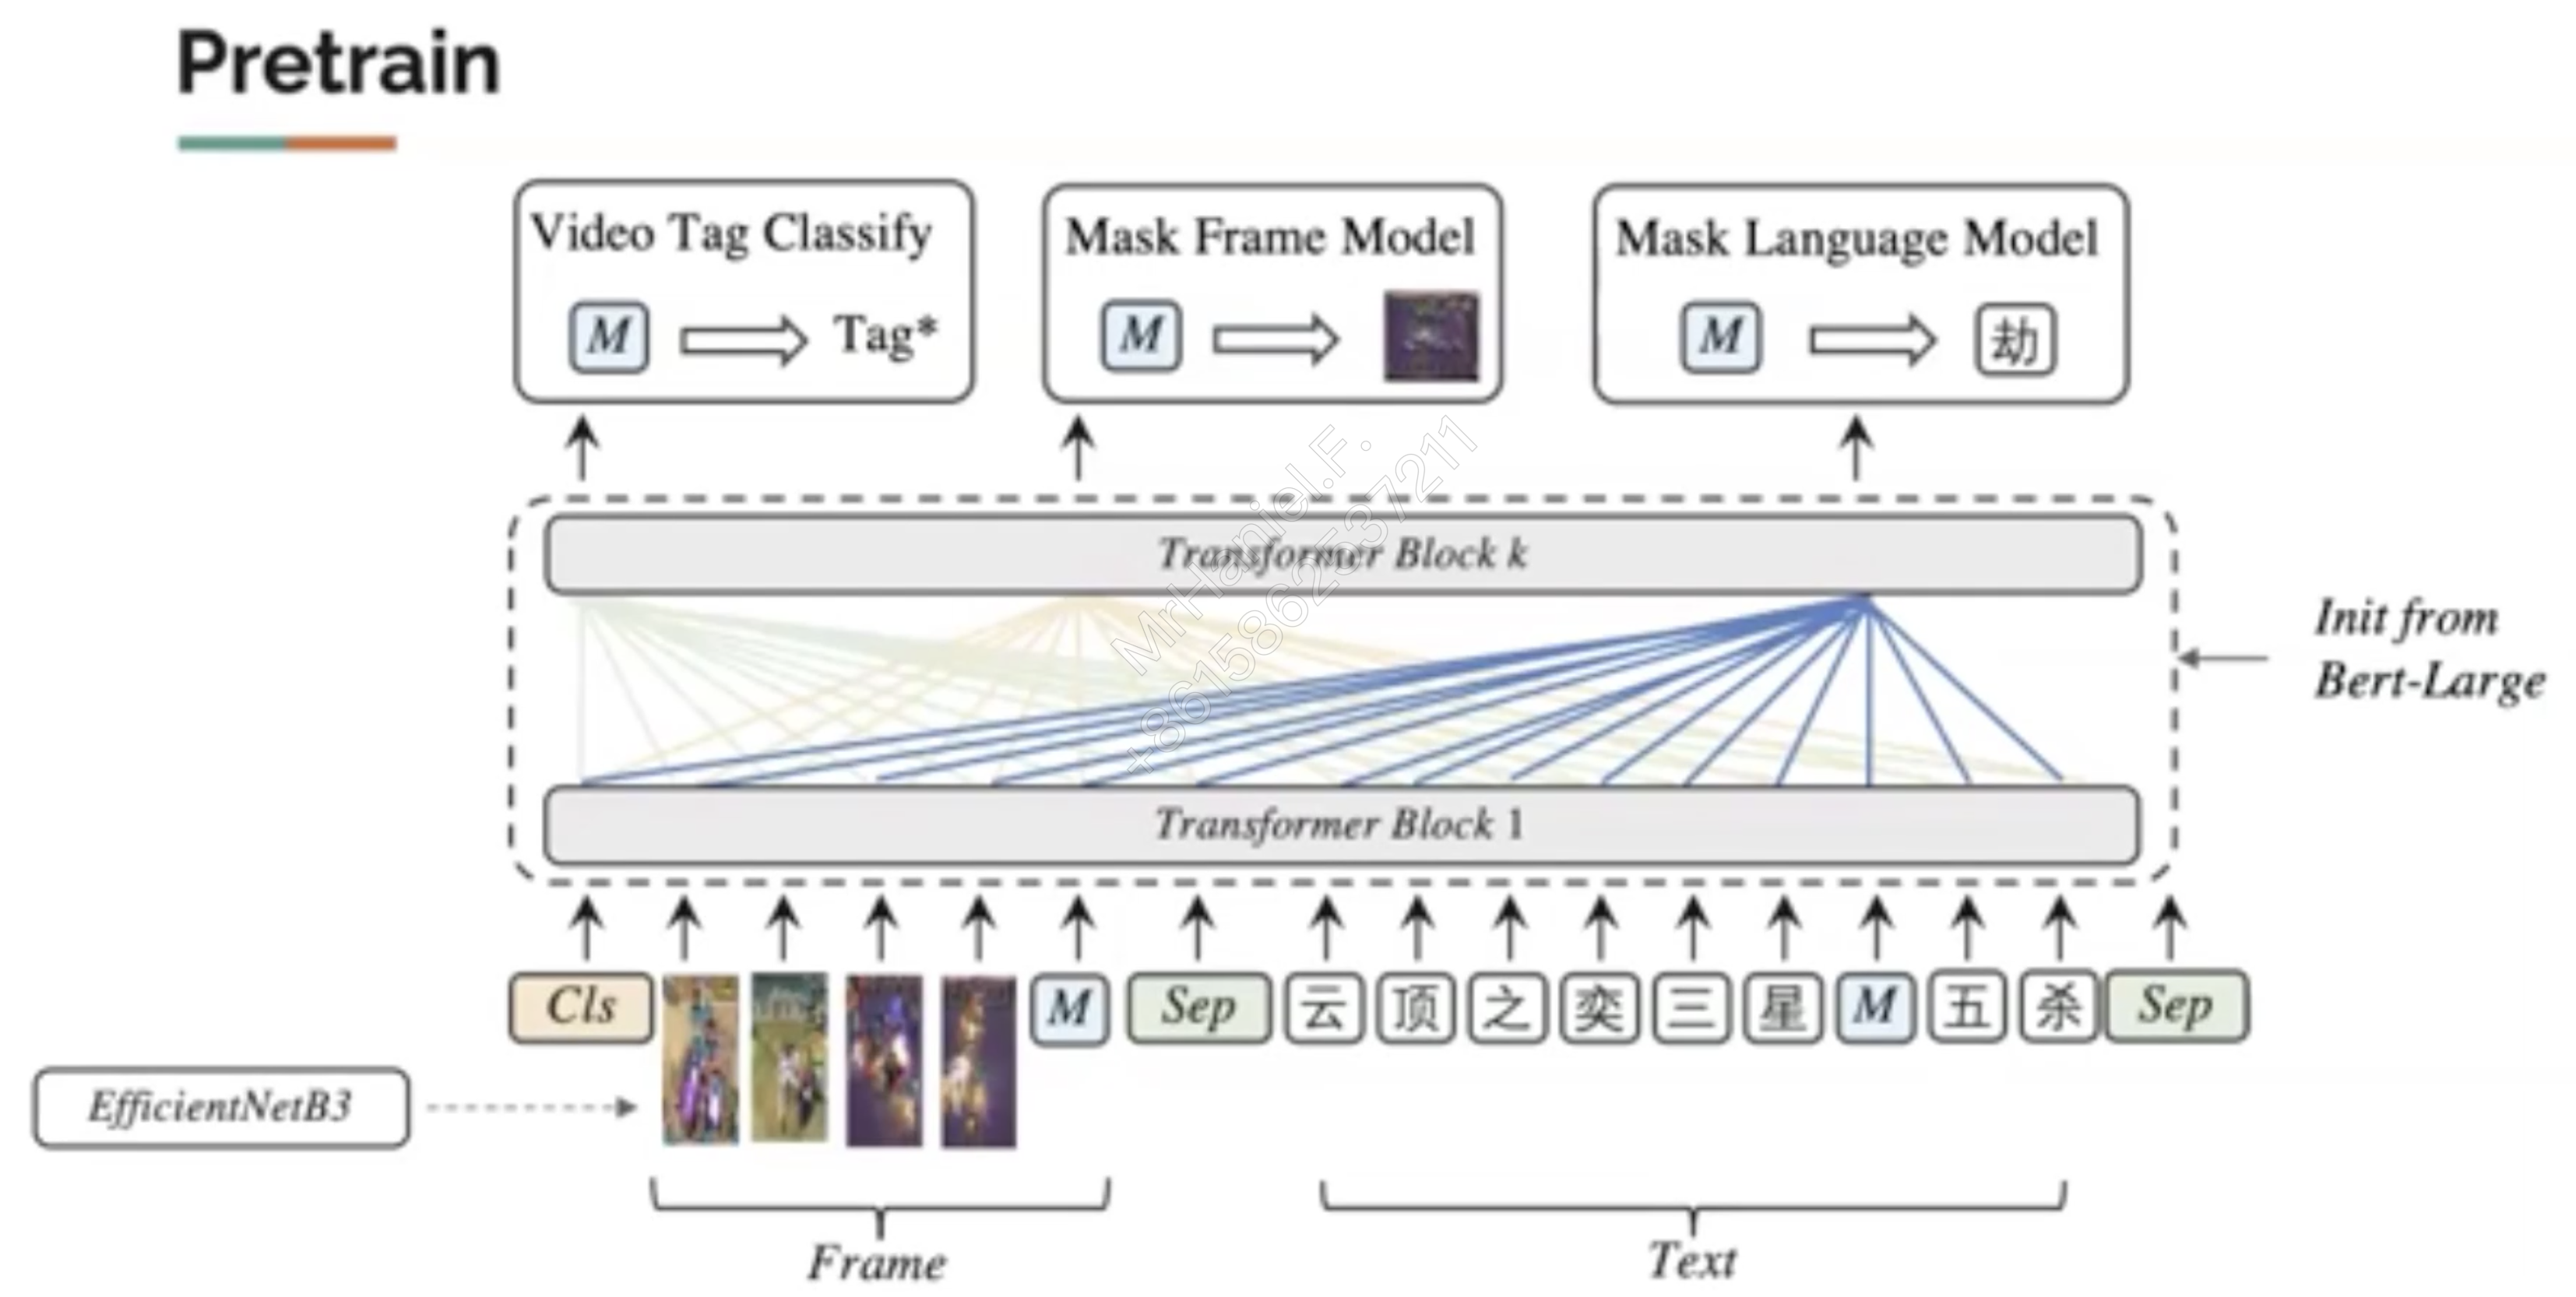 Pretrain
Video Tag Classify
M Tag*
Mask Frame Model
M
Mask Language Model
M 劫
Transformer Block k
Init from
Bert-Large
Transformer Block 1
Cls M Sep 云 顶 之 奕 三 星 M 五 杀 Sep
EfficientNetB3
Frame
Text
MrHaniel.F.
+8615862537211